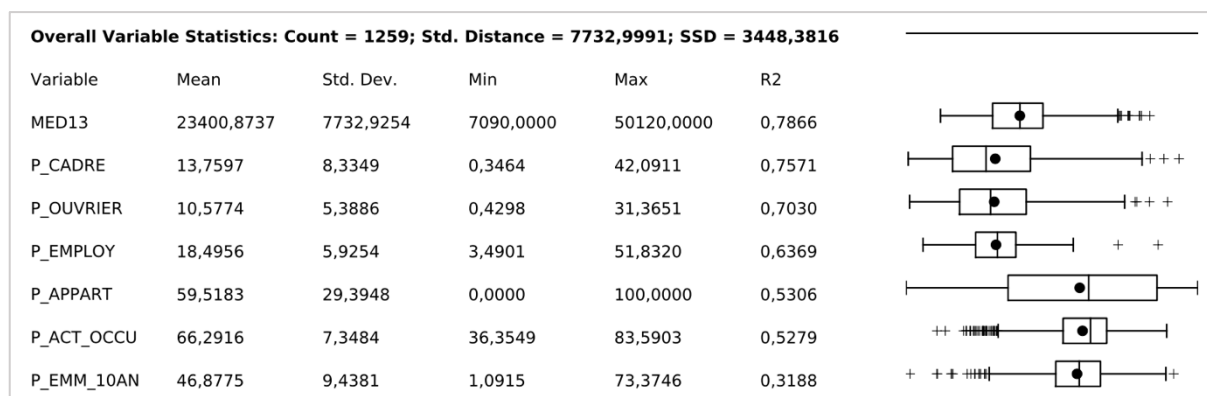 Overall Variable Statistics: Count = 1259; Std. Distance = 7732,9991; SSD = 3448,3816
Variable Mean Std. Dev. Min Max R2
MED13 23400,8737 7732,9254 7090,0000 50120,0000 0,7866
P_CADRE 13,7597 8,3349 0,3464 42,0911 0,7571
P_OUVRIER 10,5774 5,3886 0,4298 31,3651 0,7030
P_EMPLOY 18,4956 5,9254 3,4901 51,8320 0,6369
P_APPART 59,5183 29,3948 0,0000 100,0000 0,5306
P_ACT_OCCU 66,2916 7,3484 36,3549 83,5903 0,5279
P_EMM_10AN 46,8775 9,4381 1,0915 73,3746 0,3188